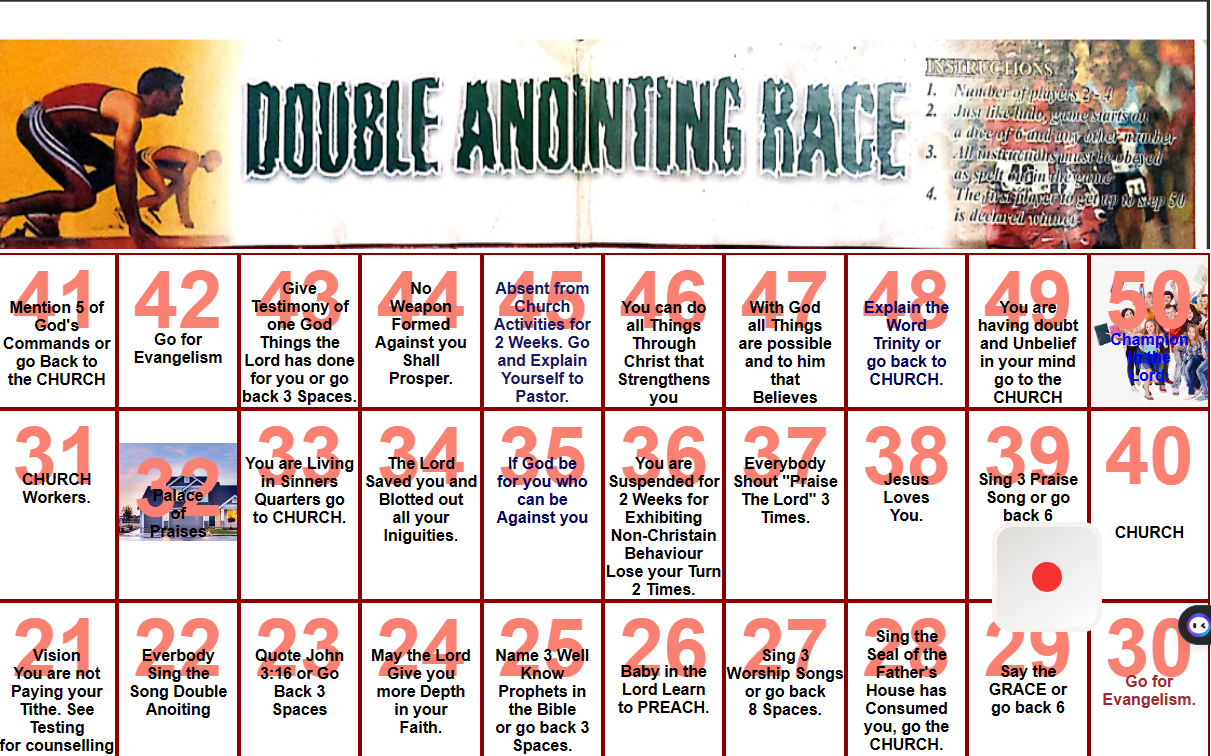 DOUBLE ANOINTING RACE
INSTRUCTIONS
1. Number of players 2 - 4
2. Just like ludo, game starts on
a dice of 6 and any other number
3. All instructions must be obeyed
as spelt out in the game
4. The first player to get up to step 50
is declared winner
41
Mention 5 of
God's
Commands or
go Back to
the CHURCH
42
Go for
Evangelism
43
Give
Testimony of
one God
Things the
Lord has done
for you or go
back 3 Spaces.
44
No
Weapon
Formed
Against you
Shall
Prosper.
45
Absent from
Church
Activities for
2 Weeks. Go
and Explain
Yourself to
Pastor.
46
You can do
all Things
Through
Christ that
Strengthens
you
47
With God
all Things
are possible
and to him
that
Believes
48
Explain the
Word
Trinity or
go back to
CHURCH.
49
You are
having doubt
and Unbelief
in your mind
go to the
CHURCH
50
Champion
In the
Lord
31
CHURCH
Workers.
32
Palace
of
Praises
33
You are Living
in Sinners
Quarters go
to CHURCH.
34
The Lord
Saved you and
Blotted out
all your
Iniguities.
35
If God be
for you who
can be
Against you
36
You are
Suspended for
2 Weeks for
Exhibiting
Non-Christain
Behaviour
Lose your Turn
2 Times.
37
Everybody
Shout "Praise
The Lord" 3
Times.
38
Jesus
Loves
You.
39
Sing 3 Praise
Song or go
back 6
40
CHURCH
21
Vision
You are not
Paying your
Tithe. See
Testing
for counselling
22
Everbody
Sing the
Song Double
Anoiting
23
Quote John
3:16 or Go
Back 3
Spaces
24
May the Lord
Give you
more Depth
in your
Faith.
25
Name 3 Well
Know
Prophets in
the Bible
or go back 3
Spaces.
26
Baby in the
Lord Learn
to PREACH.
27
Sing 3
Worship Songs
or go back
8 Spaces.
28
Sing the
Seal of the
Father's
House has
Consumed
you, go the
CHURCH.
29
Say the
GRACE or
go back 6
30
Go for
Evangelism.